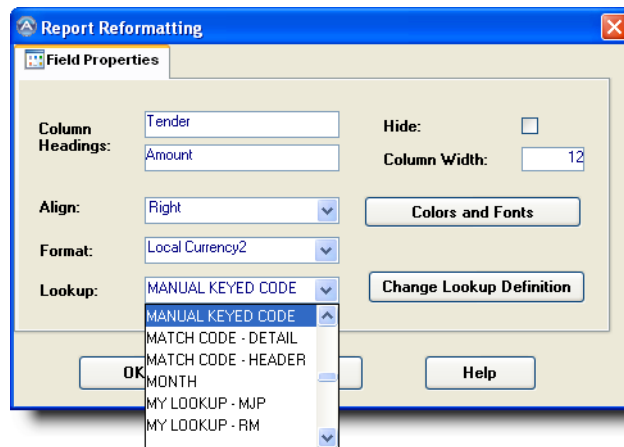 Report Reformatting
Field Properties
Column Headings:
Tender
Amount
Hide:
Column Width: 12
Align: Right
Colors and Fonts
Format: Local Currency2
Lookup: MANUAL KEYED CODE
Change Lookup Definition
MANUAL KEYED CODE
MATCH CODE - DETAIL
MATCH CODE - HEADER
MONTH
MY LOOKUP - MJP
MY LOOKUP - RM
OK
Help